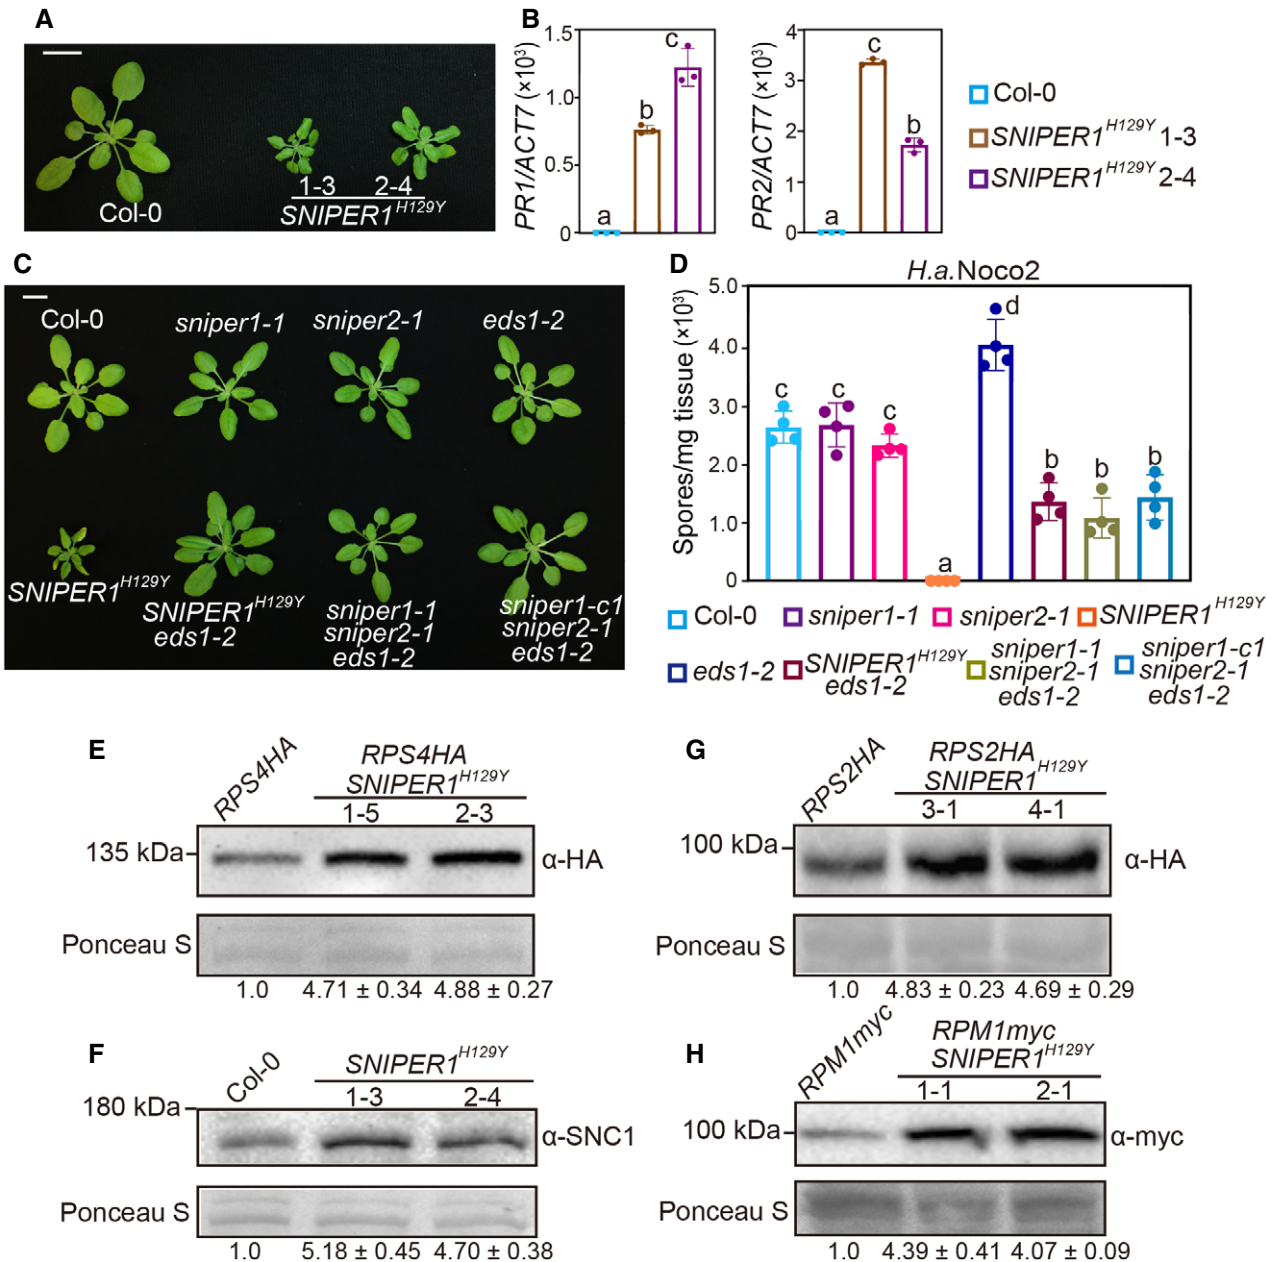 A
Col-0
1-3 2-4
SNIPER1H129Y
B
PR1/ACT7 (×10³)
1.5
1.0
0.5
0
a
b
c
PR2/ACT7 (×10³)
4
3
2
1
0
a
c
b
Col-0
SNIPER1H129Y 1-3
SNIPER1H129Y 2-4
C
Col-0
sniper1-1
sniper2-1
eds1-2
SNIPER1H129Y
SNIPER1H129Y
eds1-2
sniper1-1
sniper2-1
eds1-2
sniper1-c1
sniper2-1
eds1-2
D
H.a.Noco2
Spores/mg tissue (×10³)
5.0
4.0
3.0
2.0
1.0
0
c
c
c
a
d
b
b
b
Col-0
sniper1-1
sniper2-1
SNIPER1H129Y
eds1-2
SNIPER1H129Y
eds1-2
sniper1-1
sniper2-1
eds1-2
sniper1-c1
sniper2-1
eds1-2
E
RPS4HA
RPS4HA
SNIPER1H129Y
1-5 2-3
135 kDa
α-HA
Ponceau S
1.0 4.71 ± 0.34 4.88 ± 0.27
G
RPS2HA
RPS2HA
SNIPER1H129Y
3-1 4-1
100 kDa
α-HA
Ponceau S
1.0 4.83 ± 0.23 4.69 ± 0.29
F
Col-0
SNIPER1H129Y
1-3 2-4
180 kDa
α-SNC1
Ponceau S
1.0 5.18 ± 0.45 4.70 ± 0.38
H
RPM1myc
RPM1myc
SNIPER1H129Y
1-1 2-1
100 kDa
α-myc
Ponceau S
1.0 4.39 ± 0.41 4.07 ± 0.09